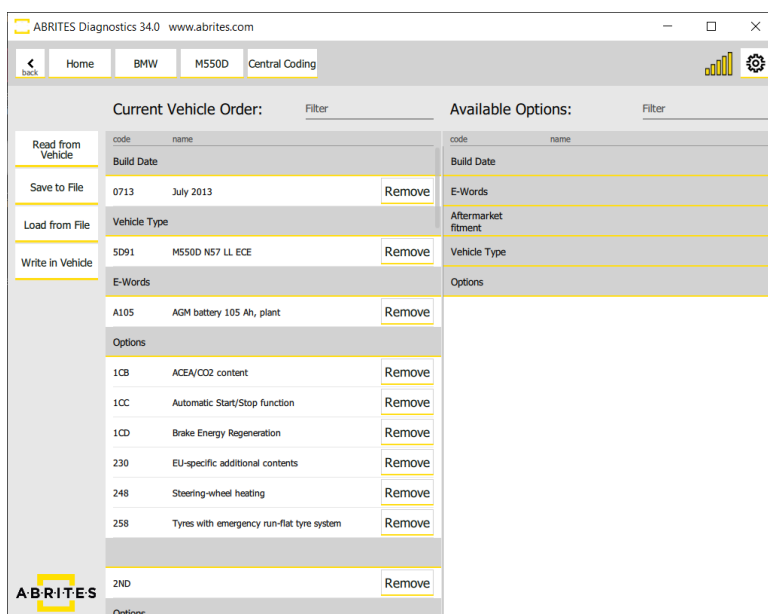 ABRITES Diagnostics 34.0 www.abrites.com
back
Home
BMW
M550D
Central Coding
Current Vehicle Order:
Filter
Available Options:
Filter
Read from
Vehicle
Save to File
Load from File
Write in Vehicle
code name
Build Date
0713 July 2013 Remove
Vehicle Type
5D91 M550D N57 LL ECE Remove
E-Words
A105 AGM battery 105 Ah, plant Remove
Options
1CB ACEA/CO2 content Remove
1CC Automatic Start/Stop function Remove
1CD Brake Energy Regeneration Remove
230 EU-specific additional contents Remove
248 Steering-wheel heating Remove
258 Tyres with emergency run-flat tyre system Remove
2ND Remove
Options
code name
Build Date
E-Words
Aftermarket
fitment
Vehicle Type
Options
A·B·R·I·T·E·S